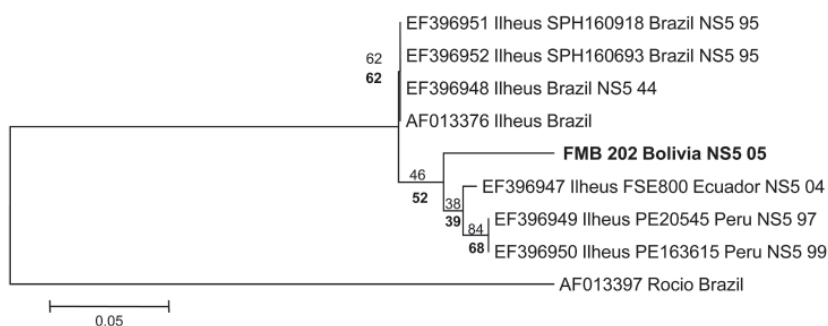 EF396951 Ilheus SPH160918 Brazil NS5 95
62
EF396952 Ilheus SPH160693 Brazil NS5 95
62
EF396948 Ilheus Brazil NS5 44
AF013376 Ilheus Brazil
FMB 202 Bolivia NS5 05
46
EF396947 Ilheus FSE800 Ecuador NS5 04
52
38
39
EF396949 Ilheus PE20545 Peru NS5 97
84
68
EF396950 Ilheus PE163615 Peru NS5 99
AF013397 Rocio Brazil
0.05